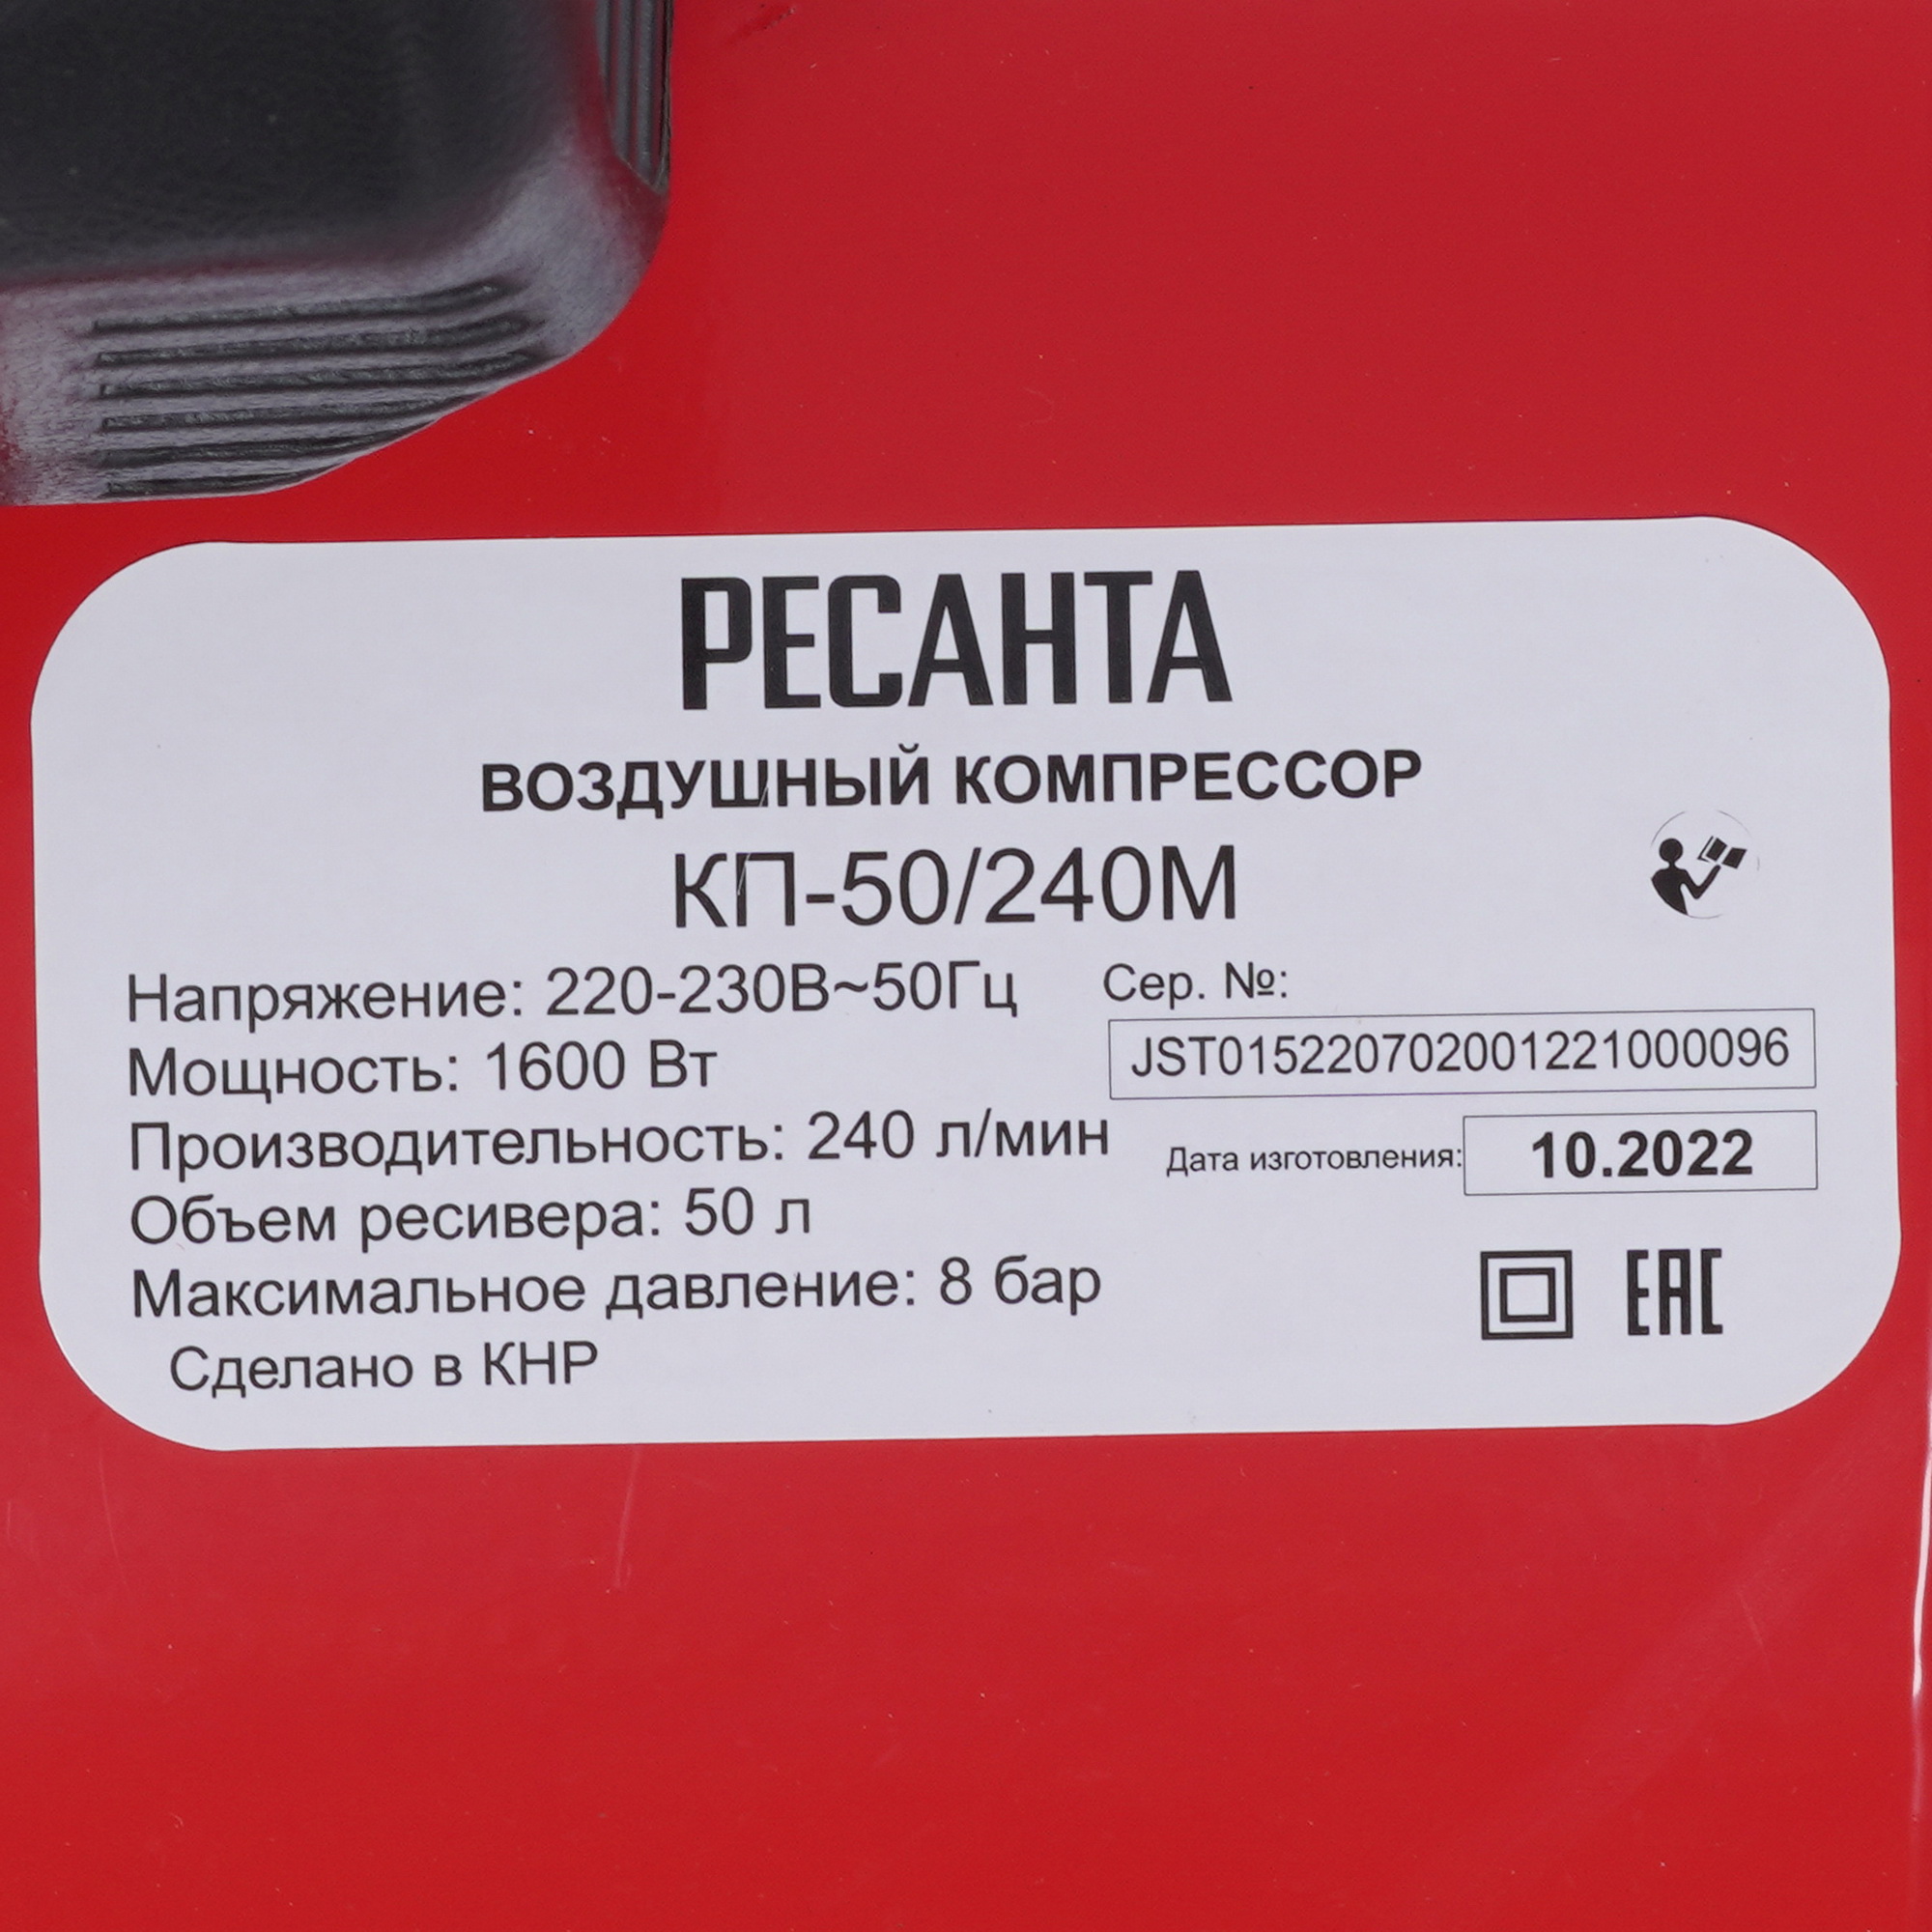 РЕСАНТА
ВОЗДУШНЫЙ КОМПРЕССОР
КП-50/240М
Напряжение: 220-230В~50Гц
Мощность: 1600 Вт
Производительность: 240 л/мин
Объем ресивера: 50 л
Максимальное давление: 8 бар
Сделано в КНР
Сер. №:
JST015220702001221000096
Дата изготовления: 10.2022
EAC